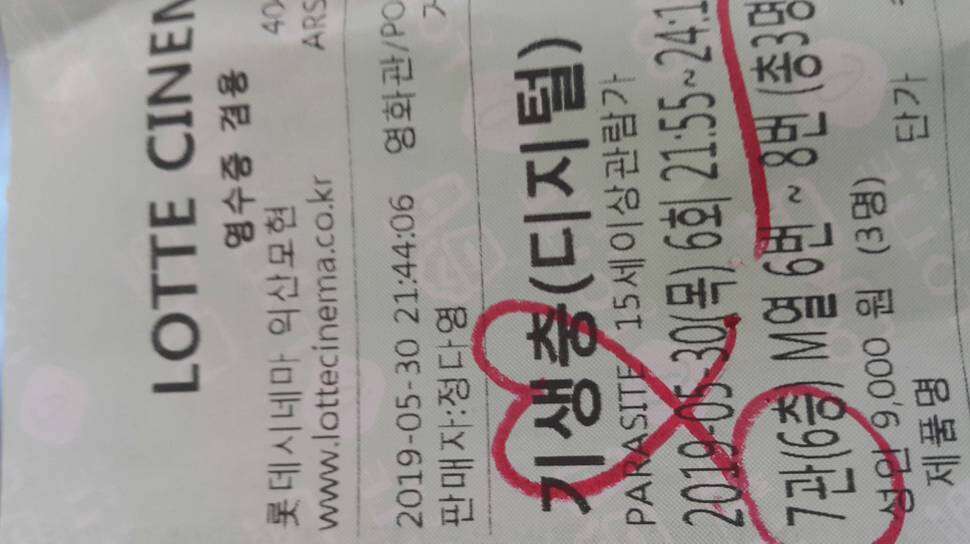 LOTTE CINEM
영수증 겸용
롯데시네마 익산모현 40
www.lottecinema.co.kr ARS
2019-05-30 21:44:06 영화관/PO
판매자:정다영
기생충(디지털)
PARASITE 15세이상관람가
2019-05-30(목) 6회 21:55~24:1
7관(6층) M열 6번 ~ 8번 (총3명
성인 9,000 원 (3명)
제품명 단가